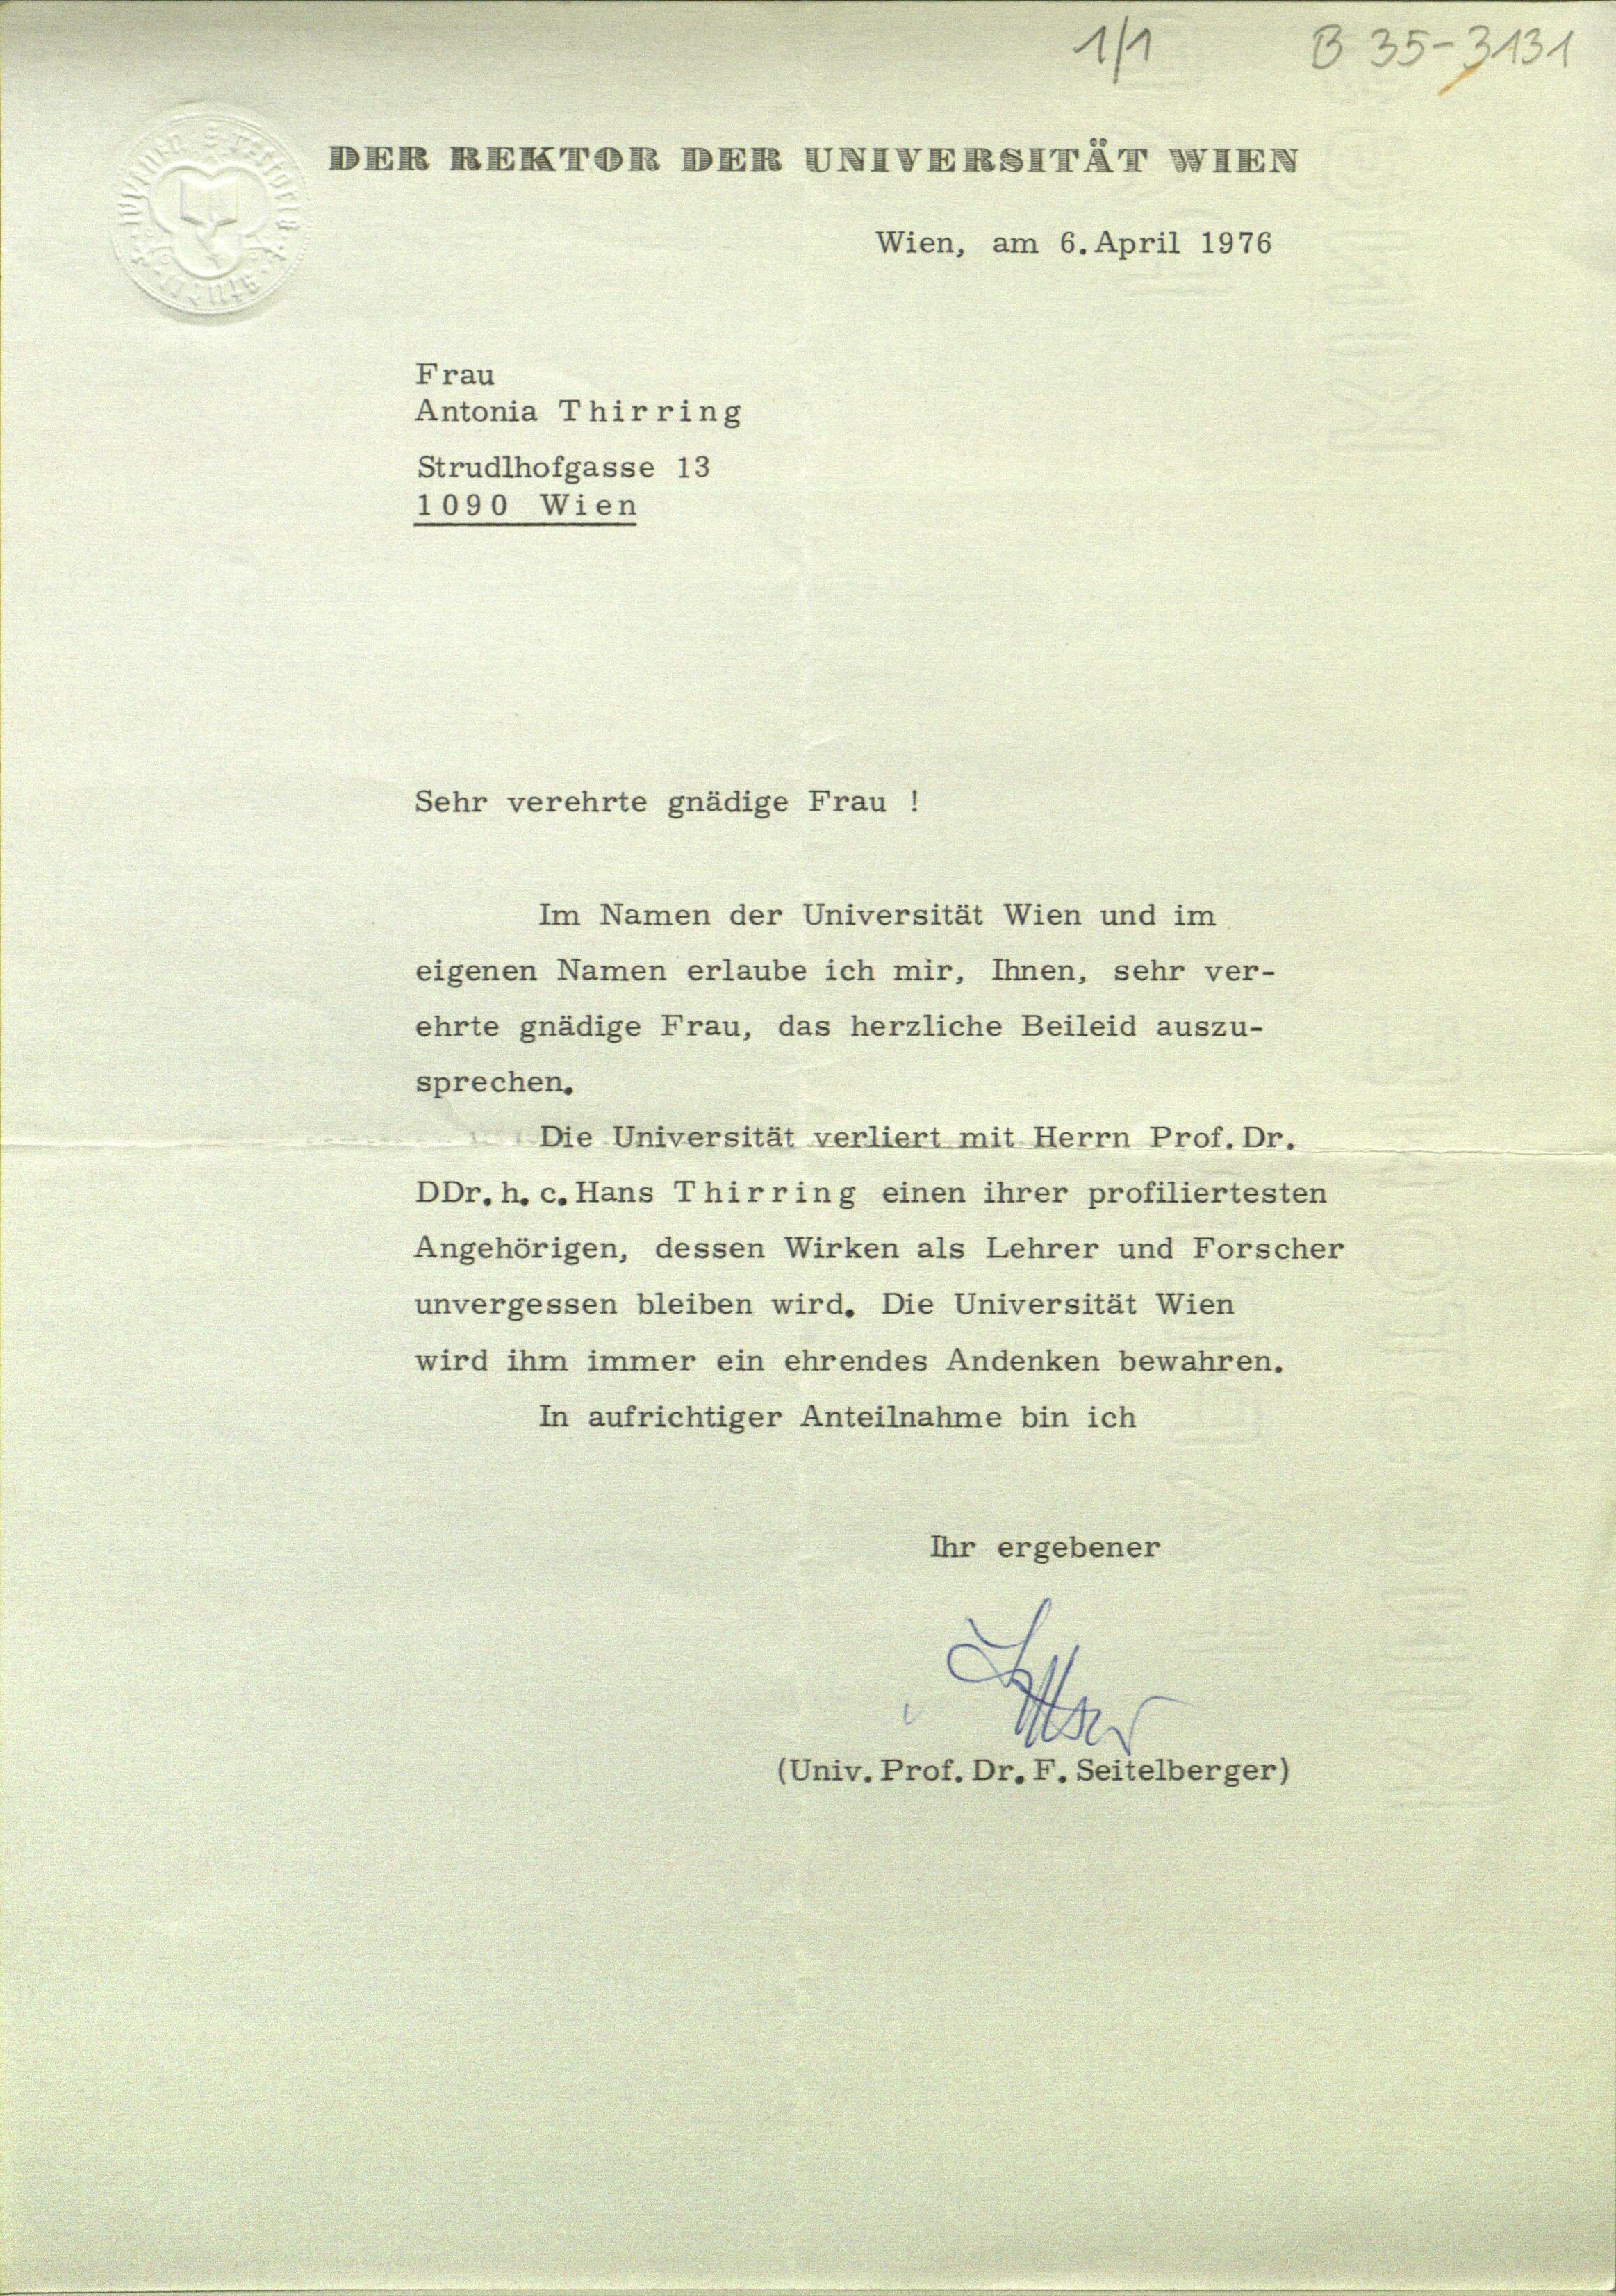 1/1 B 35-3131
DER REKTOR DER UNIVERSITÄT WIEN
Wien, am 6. April 1976
Frau
Antonia Thirring
Strudlhofgasse 13
1090 Wien
Sehr verehrte gnädige Frau !
Im Namen der Universität Wien und im
eigenen Namen erlaube ich mir, Ihnen, sehr ver-
ehrte gnädige Frau, das herzliche Beileid auszu-
sprechen.
Die Universität verliert mit Herrn Prof. Dr.
DDr. h. c. Hans Thirring einen ihrer profiliertesten
Angehörigen, dessen Wirken als Lehrer und Forscher
unvergessen bleiben wird. Die Universität Wien
wird ihm immer ein ehrendes Andenken bewahren.
In aufrichtiger Anteilnahme bin ich
Ihr ergebener
(Univ. Prof. Dr. F. Seitelberger)